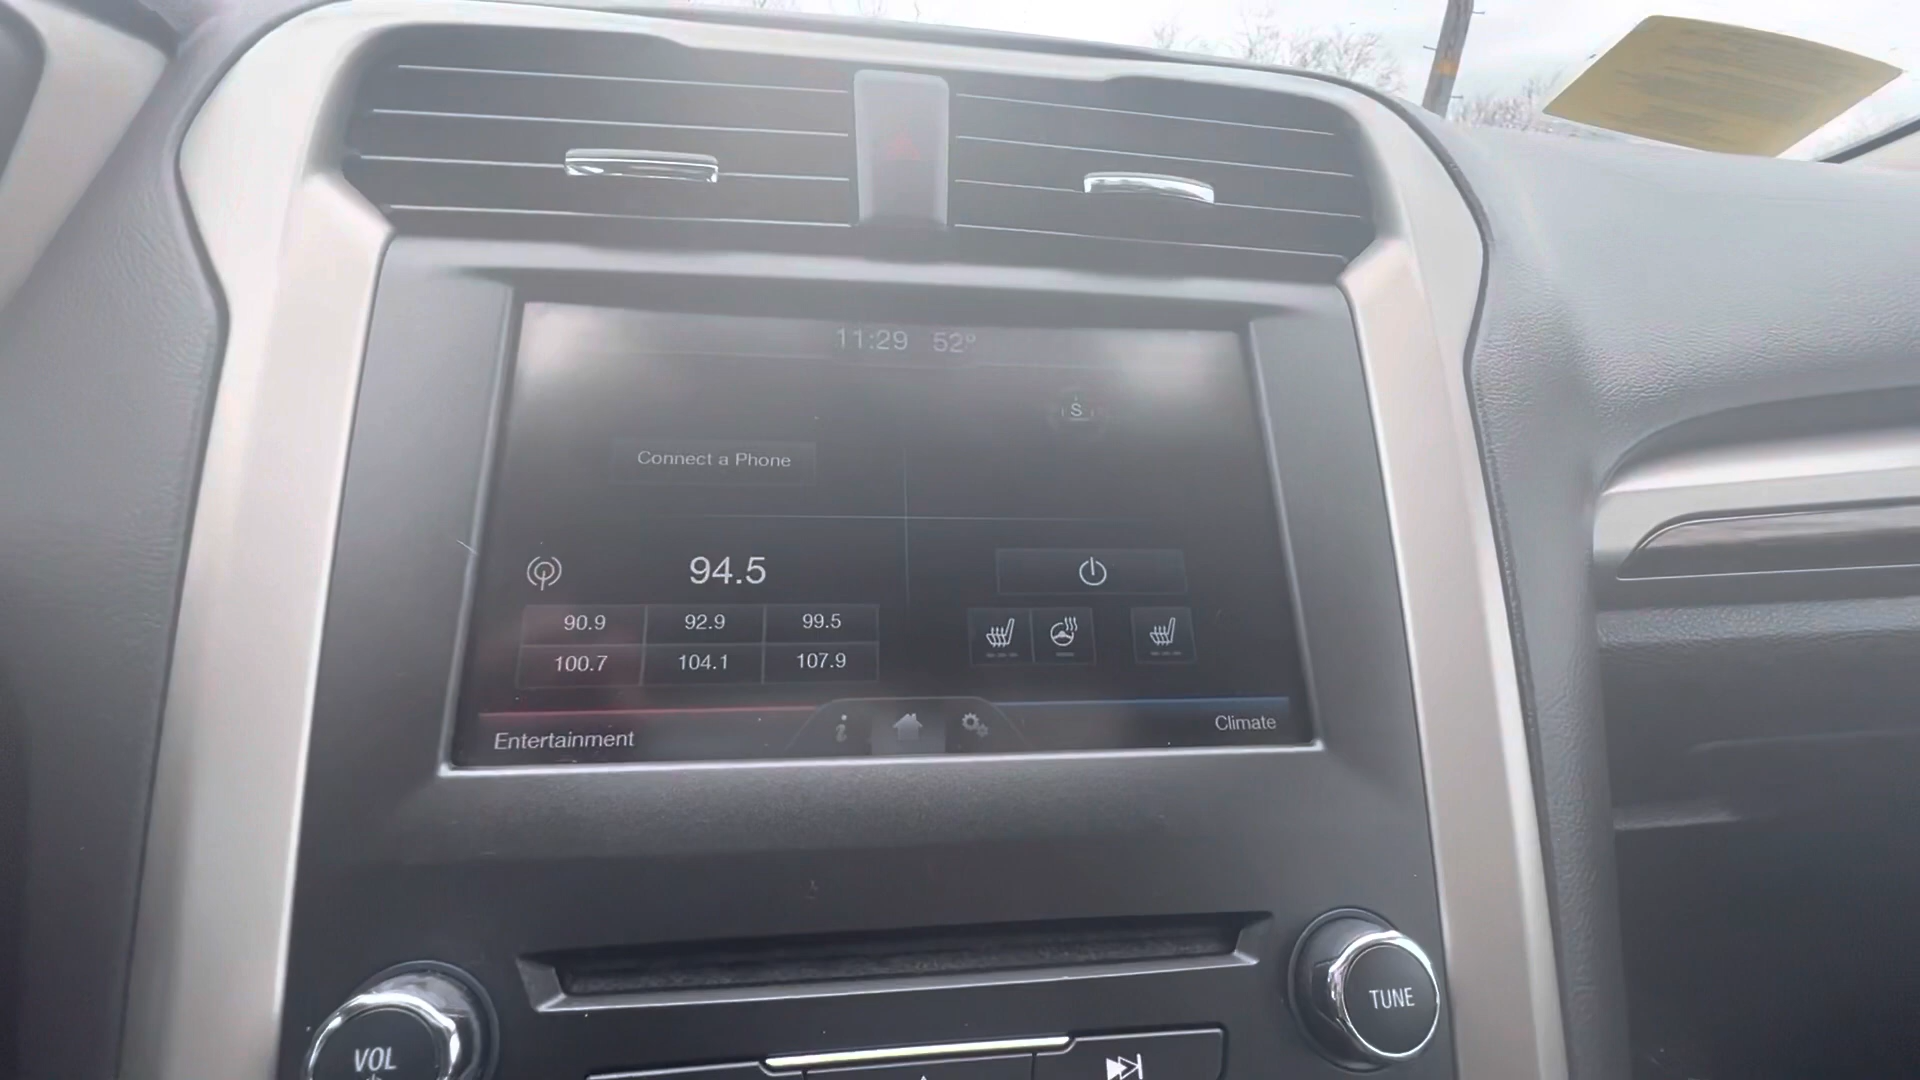 11:29 52°
S
Connect a Phone
94.5
90.9 92.9 99.5
100.7 104.1 107.9
Entertainment
Climate
TUNE
VOL